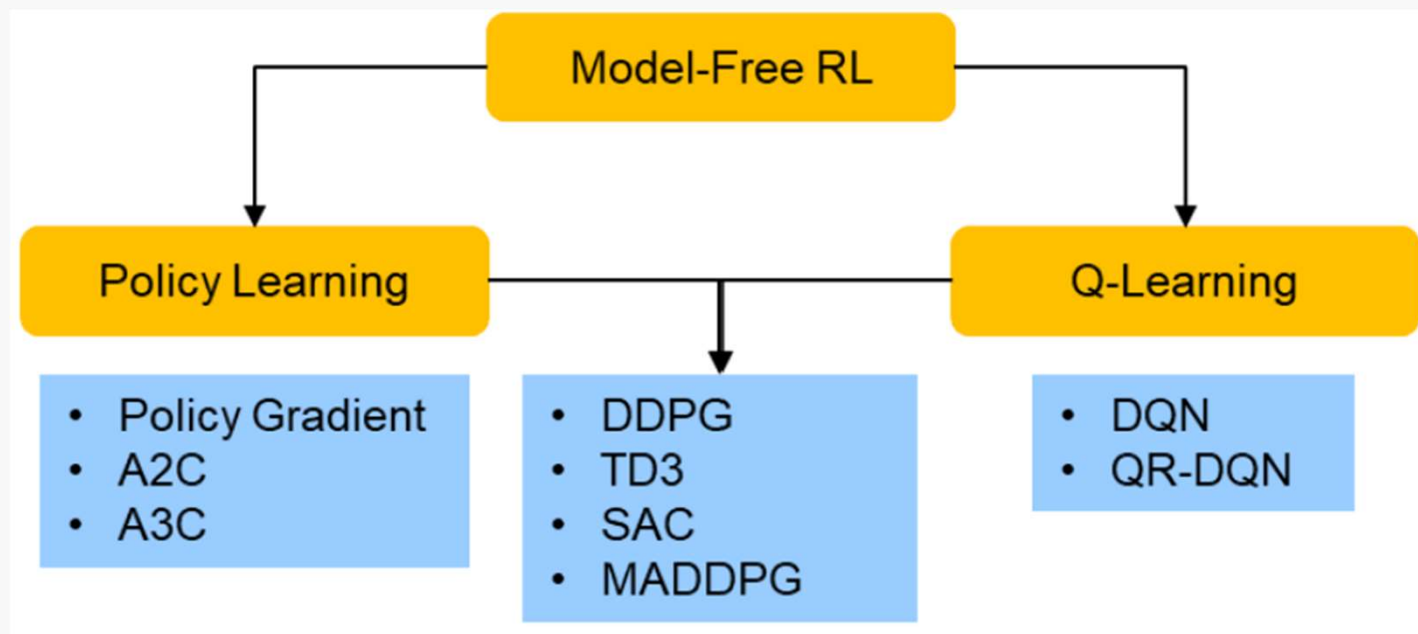 Model-Free RL
Policy Learning
Q-Learning
• Policy Gradient
• A2C
• A3C
• DDPG
• TD3
• SAC
• MADDPG
• DQN
• QR-DQN